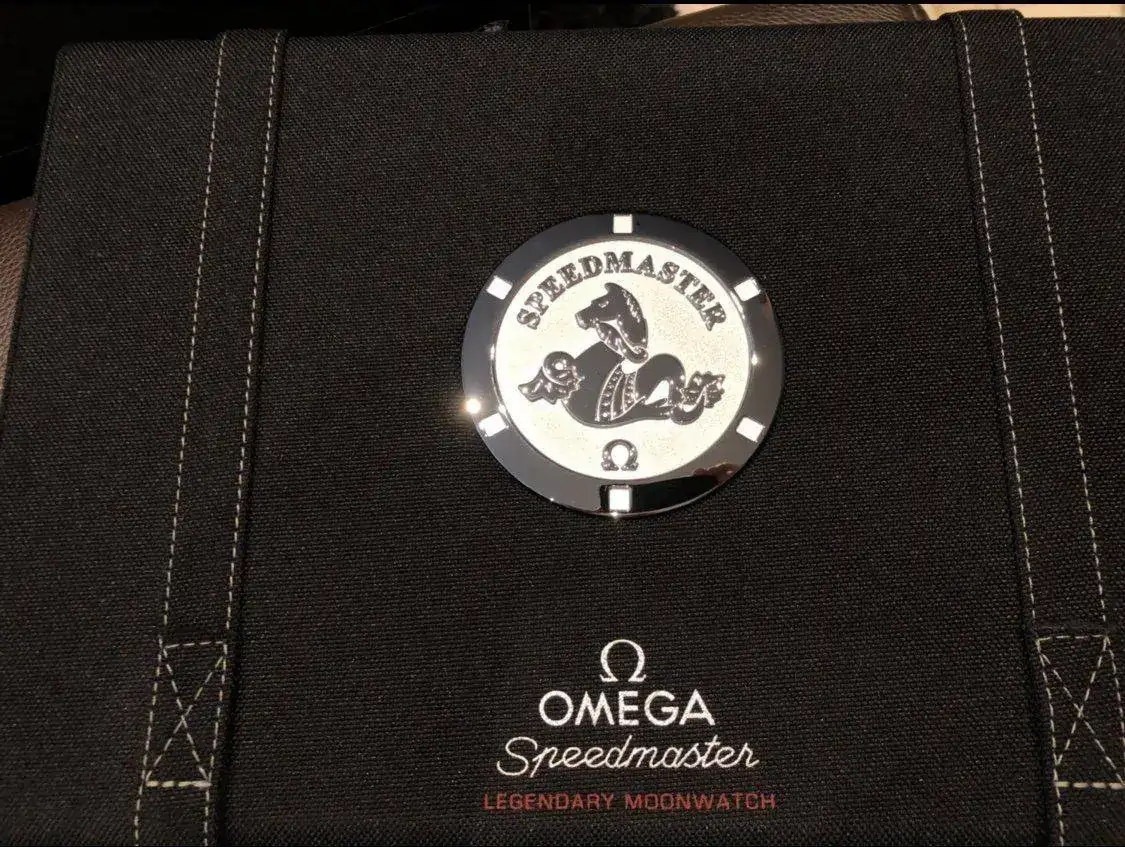 SPEEDMASTER
Ω
Ω
OMEGA
Speedmaster
LEGENDARY MOONWATCH